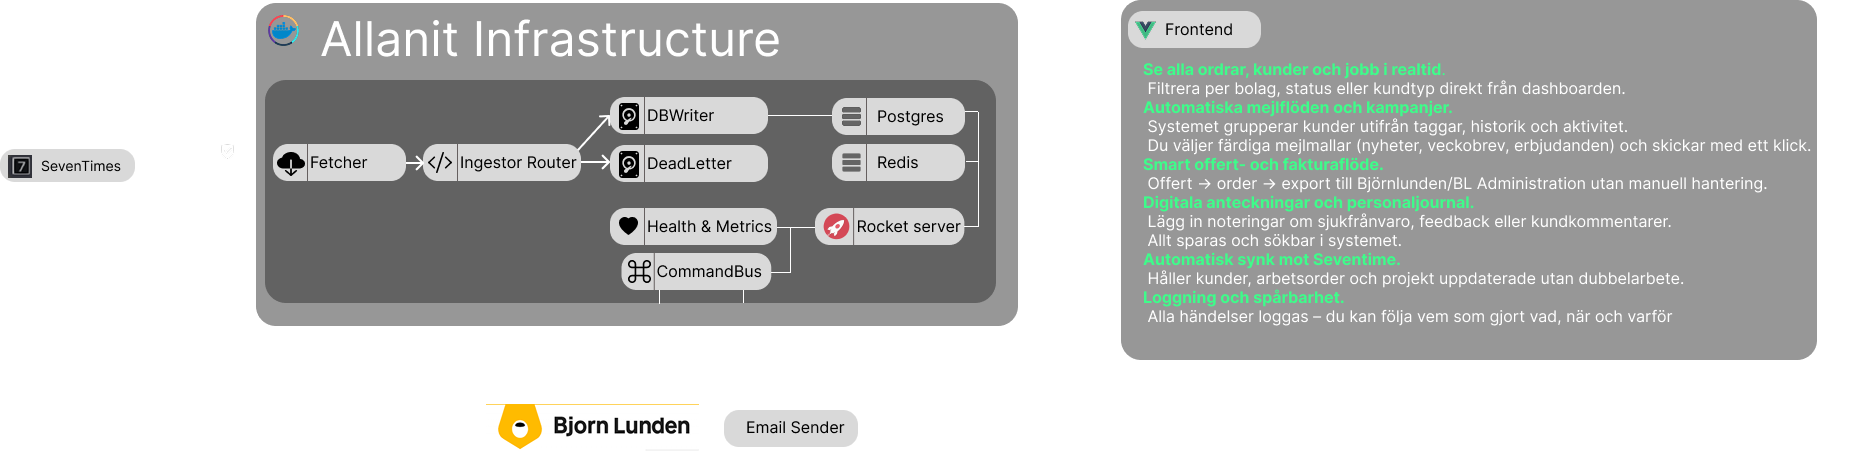 Allanit Infrastructure
SevenTimes
Fetcher
Ingestor Router
DBWriter
DeadLetter
Postgres
Redis
Health & Metrics
Rocket server
CommandBus
Bjorn Lunden
Email Sender
Frontend
Se alla ordrar, kunder och jobb i realtid.
Filtrera per bolag, status eller kundtyp direkt från dashboarden.
Automatiska mejlflöden och kampanjer.
Systemet grupperar kunder utifrån taggar, historik och aktivitet.
Du väljer färdiga mejlmallar (nyheter, veckobrev, erbjudanden) och skickar med ett klick.
Smart offert- och fakturaflöde.
Offert → order → export till Björnlunden/BL Administration utan manuell hantering.
Digitala anteckningar och personaljournal.
Lägg in noteringar om sjukfrånvaro, feedback eller kundkommentarer.
Allt sparas och sökbar i systemet.
Automatisk synk mot Seventime.
Håller kunder, arbetsorder och projekt uppdaterade utan dubbelarbete.
Loggning och spårbarhet.
Alla händelser loggas – du kan följa vem som gjort vad, när och varför